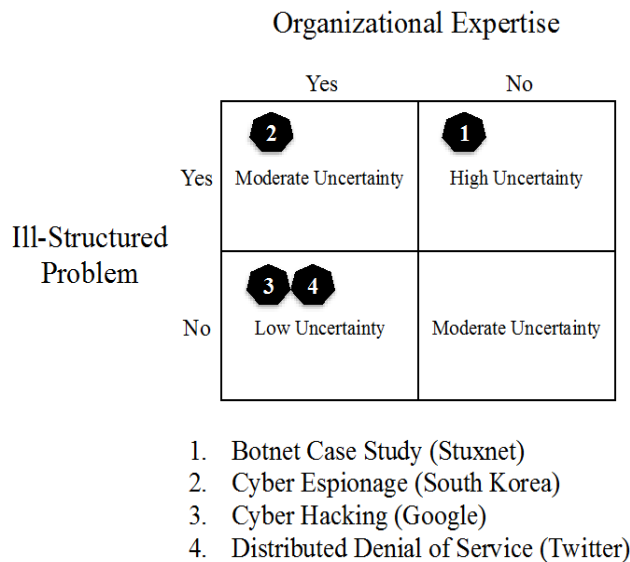 Organizational Expertise
Yes No
2 1
Yes Moderate Uncertainty High Uncertainty
Ill-Structured
Problem
3 4
No Low Uncertainty Moderate Uncertainty
1. Botnet Case Study (Stuxnet)
2. Cyber Espionage (South Korea)
3. Cyber Hacking (Google)
4. Distributed Denial of Service (Twitter)